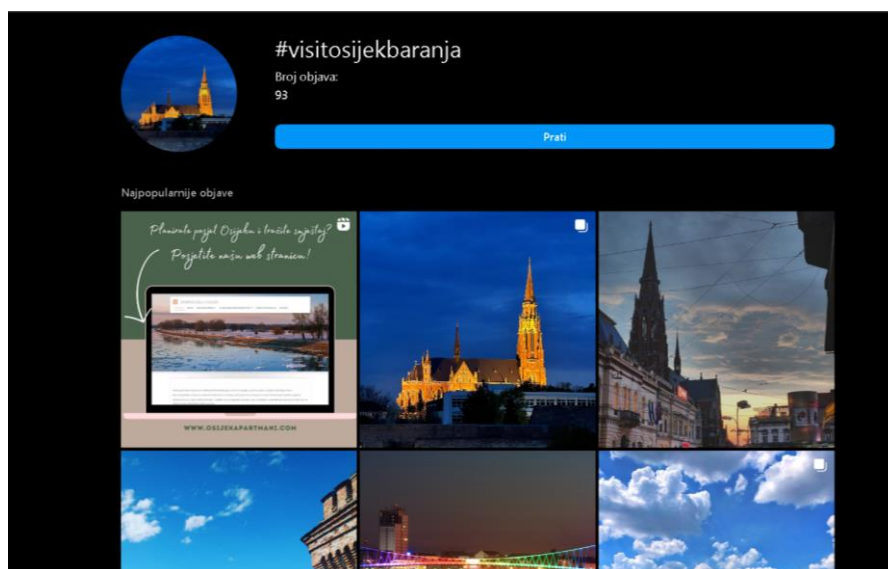 #visitosijekbaranja
Broj objava:
93
Prati
Najpopularnije objave
Planirate posjet Osijeku i tražite smještaj?
Posjetite našu web stranicu!
WWW.OSIJEKAPARTMANI.COM